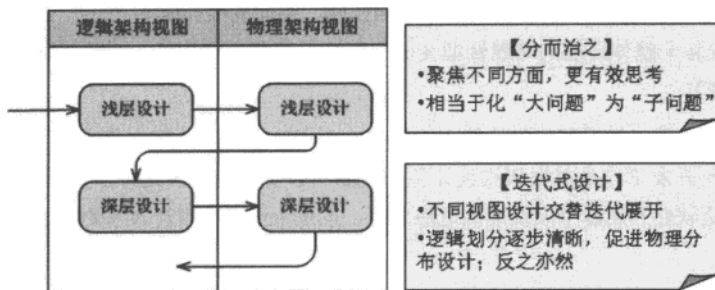 逻辑架构视图 物理架构视图
浅层设计 浅层设计
深层设计 深层设计
【分而治之】
•聚焦不同方面，更有效思考
•相当于化“大问题”为“子问题”
【迭代式设计】
•不同视图设计交替迭代展开
•逻辑划分逐步清晰，促进物理分
布设计；反之亦然